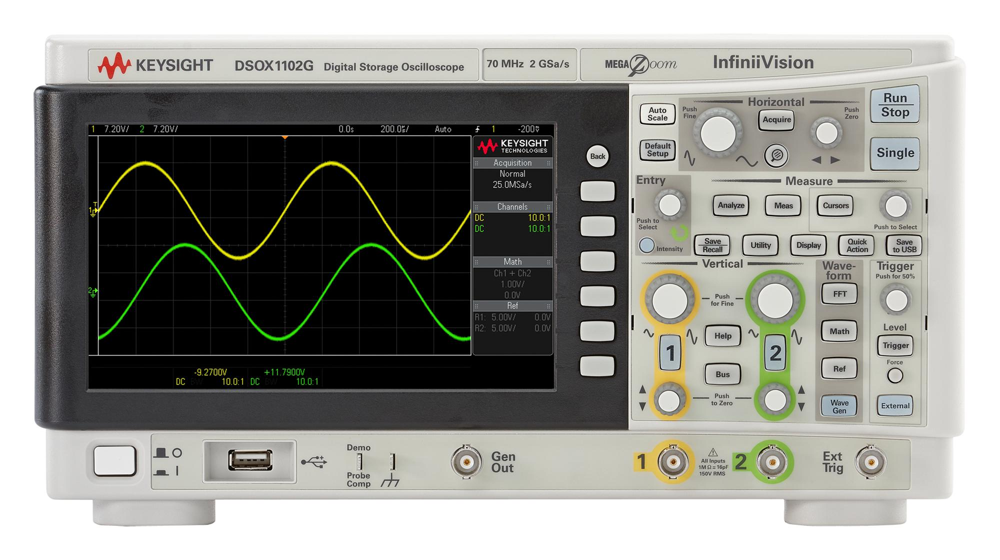 KEYSIGHT DSOX1102G Digital Storage Oscilloscope 70 MHz 2 GSa/s MEGA Zoom InfiniiVision
1 7.20V/ 2 7.20V/ 0.0s 200.0us/ Auto 1 -200mV
KEYSIGHT
TECHNOLOGIES
Acquisition
Normal
25.0MSa/s
Channels
DC 10.0:1
DC 10.0:1
Math
Ch1 + Ch2
1.00V/
0.0V
Ref
R1: 5.00V/ 0.0V
R2: 5.00V/ 0.0V
T
1
2
-9.2700V +11.7900V
DC BW 10.0:1 DC BW 10.0:1
Back
Auto
Scale
Default
Setup
Horizontal
Push
Fine
Acquire
Push
Zero
Run
Stop
Single
Entry
Push to
Select
Intensity
Measure
Analyze
Meas
Cursors
Push to Select
Save
Recall
Utility
Display
Quick
Action
Save
to USB
Vertical
Push
for Fine
1
Help
2
Bus
Push
to Zero
Wave-
form
FFT
Math
Ref
Wave
Gen
Trigger
Push for 50%
Level
Trigger
Force
External
Demo
Probe
Comp
Gen
Out
1
All Inputs
1MΩ≂16pF
150V RMS
2
Ext
Trig